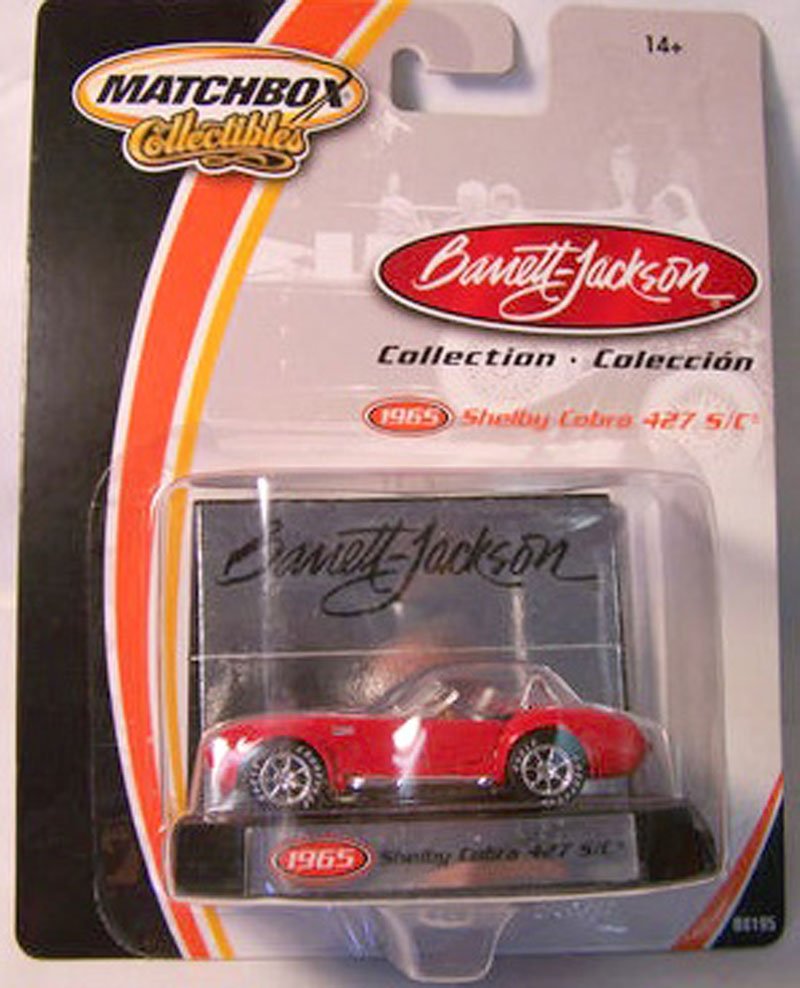 14+
MATCHBOX
Collectibles
Barrett-Jackson
Collection · Colección
1965 Shelby Cobra 427 S/C®
Barrett-Jackson
1965 Shelby Cobra 427 S/C®